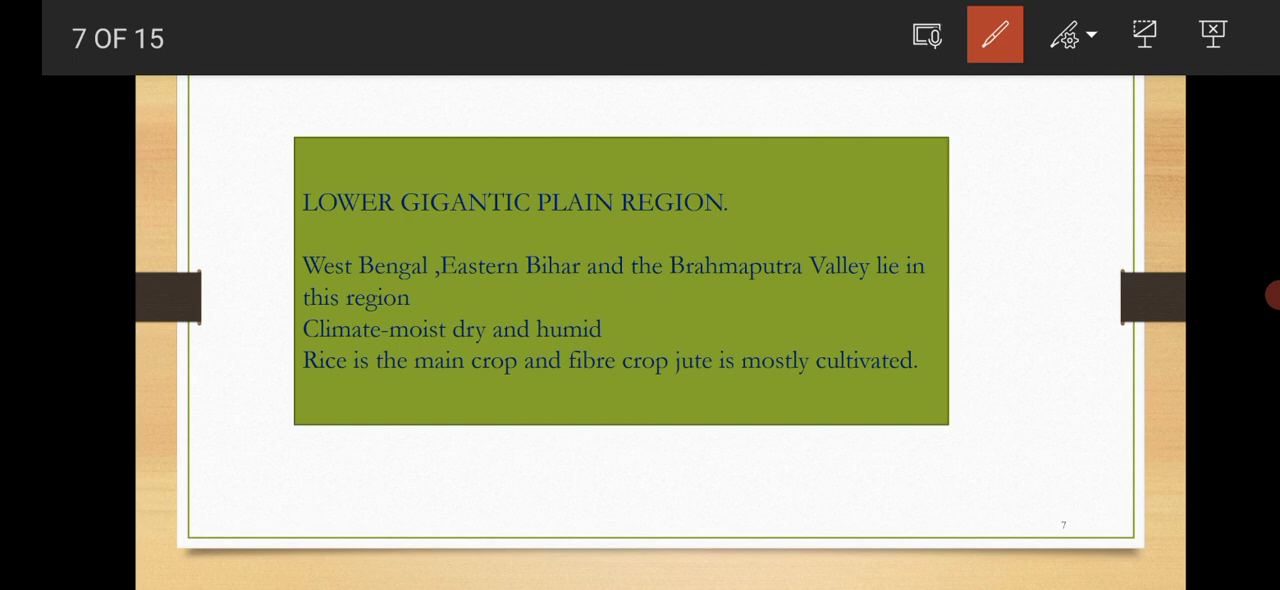 7 OF 15
LOWER GIGANTIC PLAIN REGION.
West Bengal ,Eastern Bihar and the Brahmaputra Valley lie in
this region
Climate-moist dry and humid
Rice is the main crop and fibre crop jute is mostly cultivated.
7